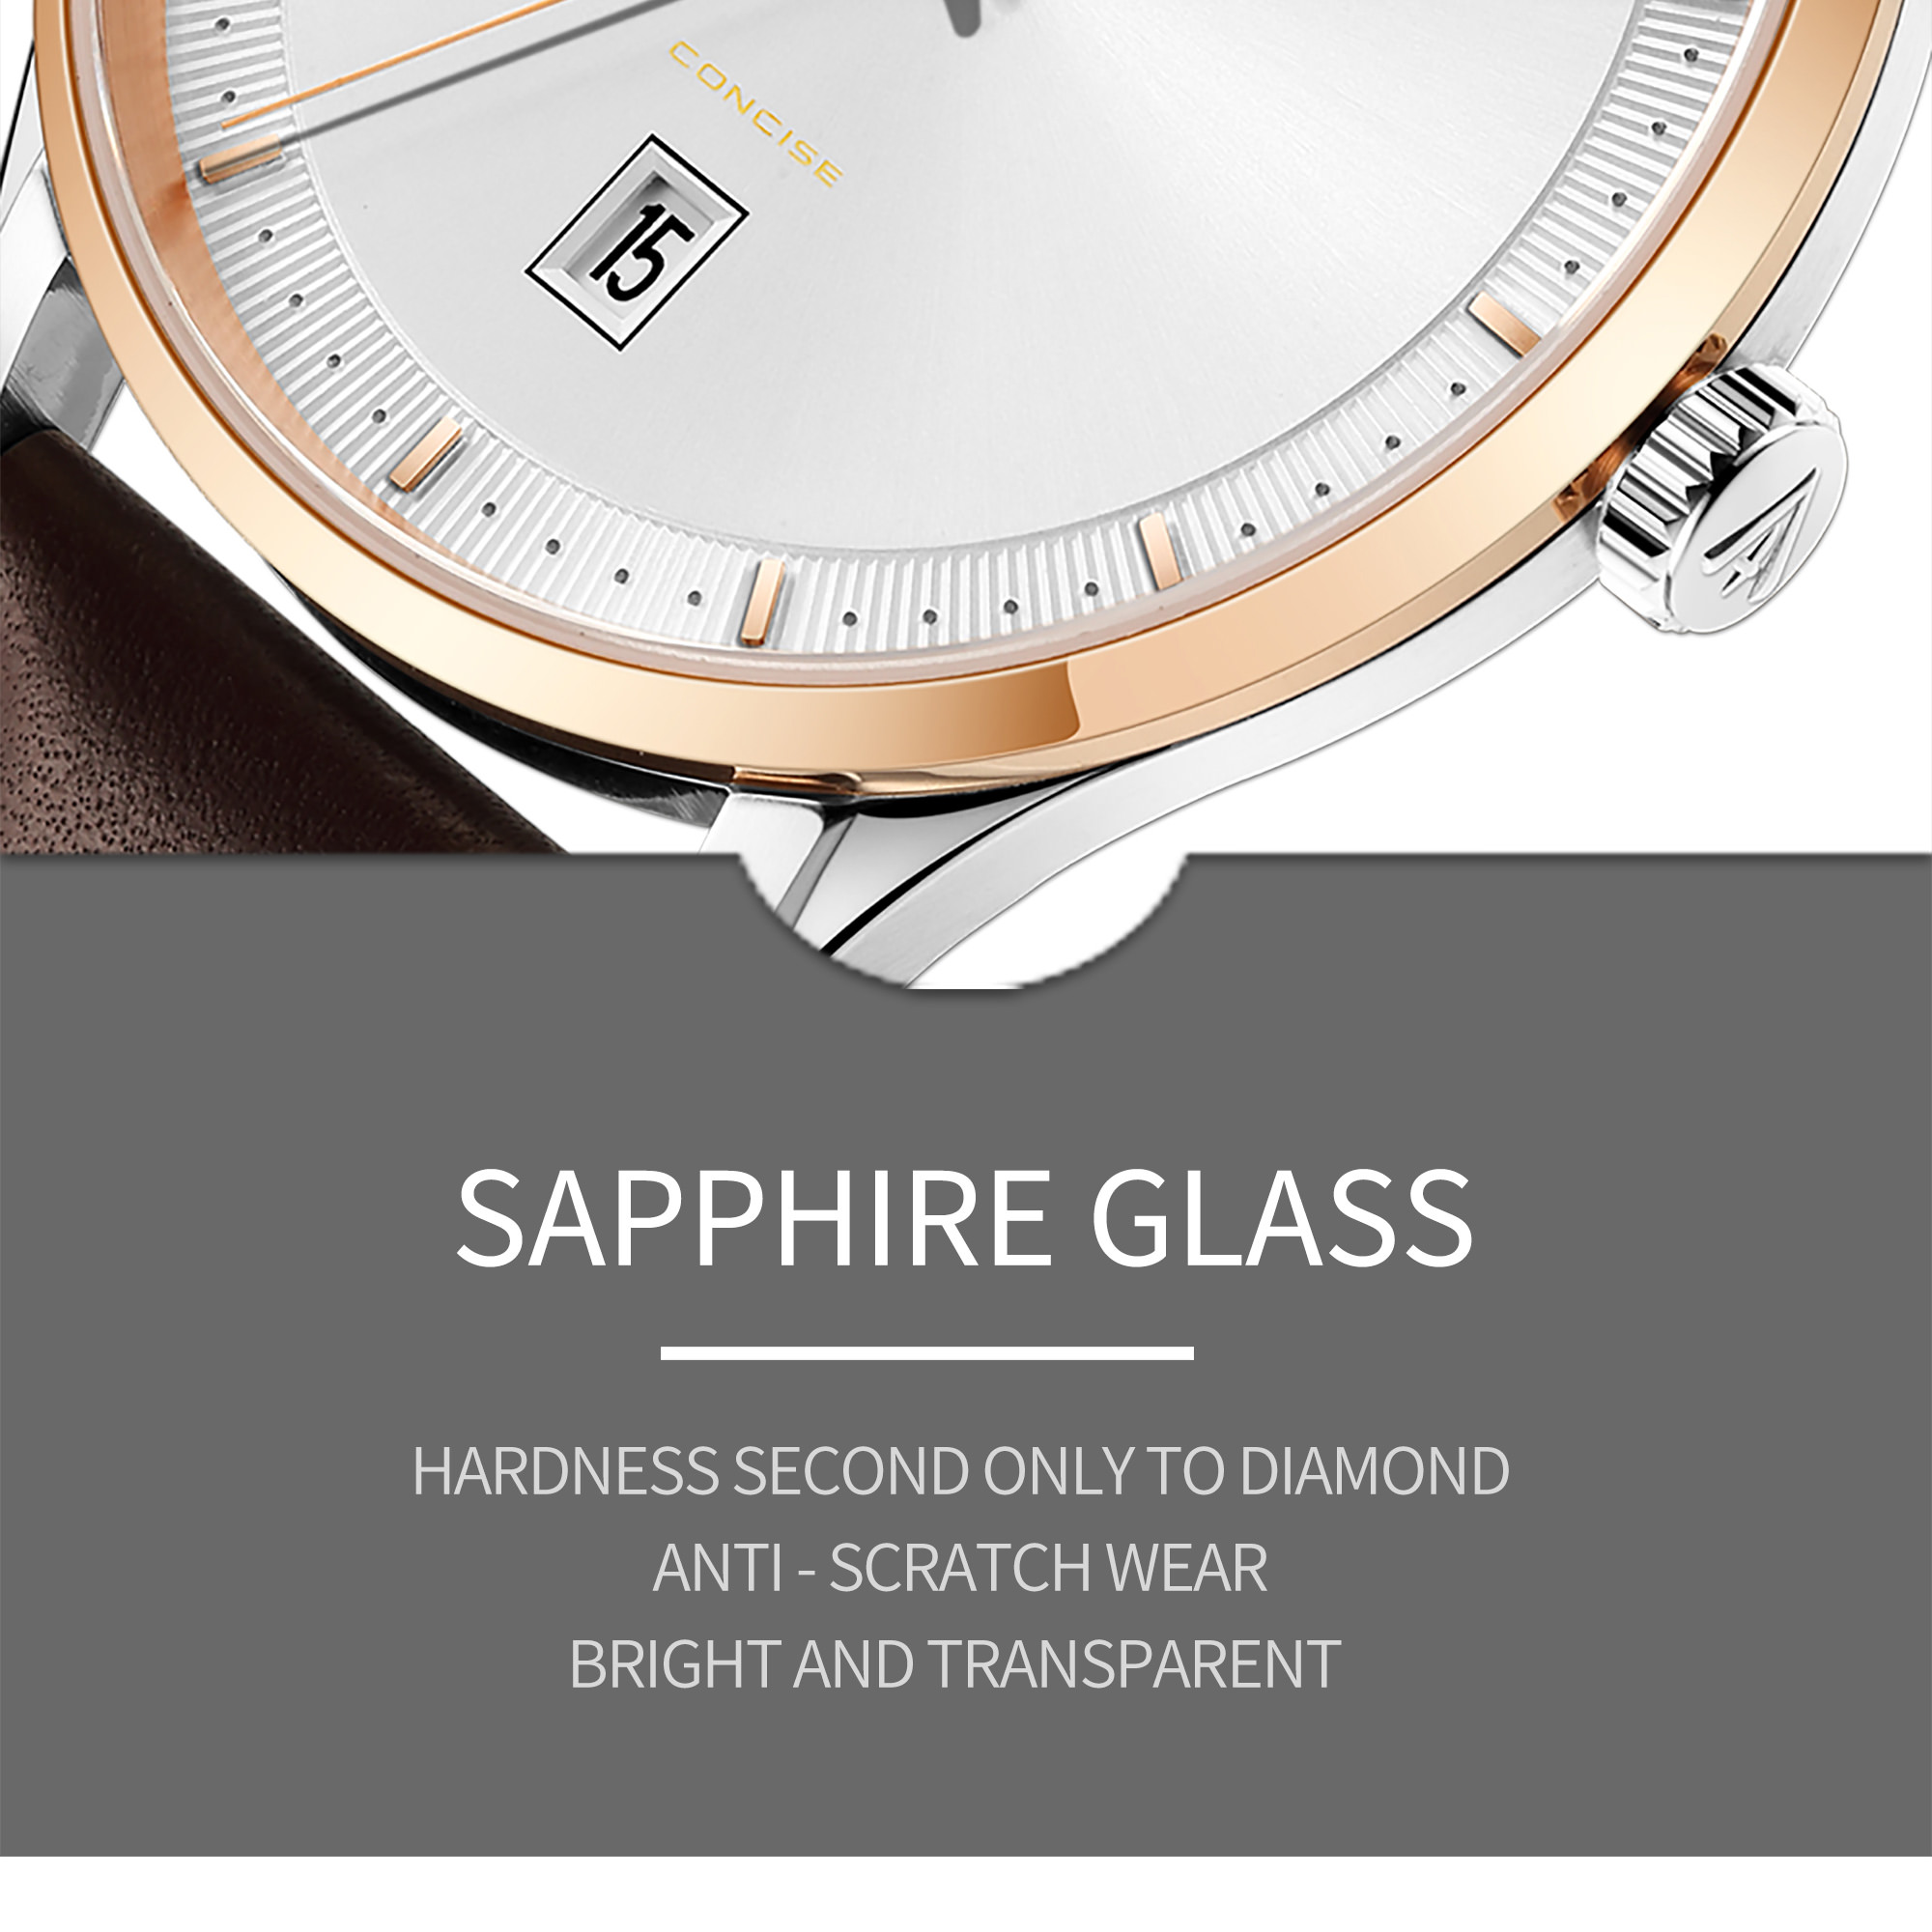 CONCISE
15
SAPPHIRE GLASS
HARDNESS SECOND ONLY TO DIAMOND
ANTI - SCRATCH WEAR
BRIGHT AND TRANSPARENT